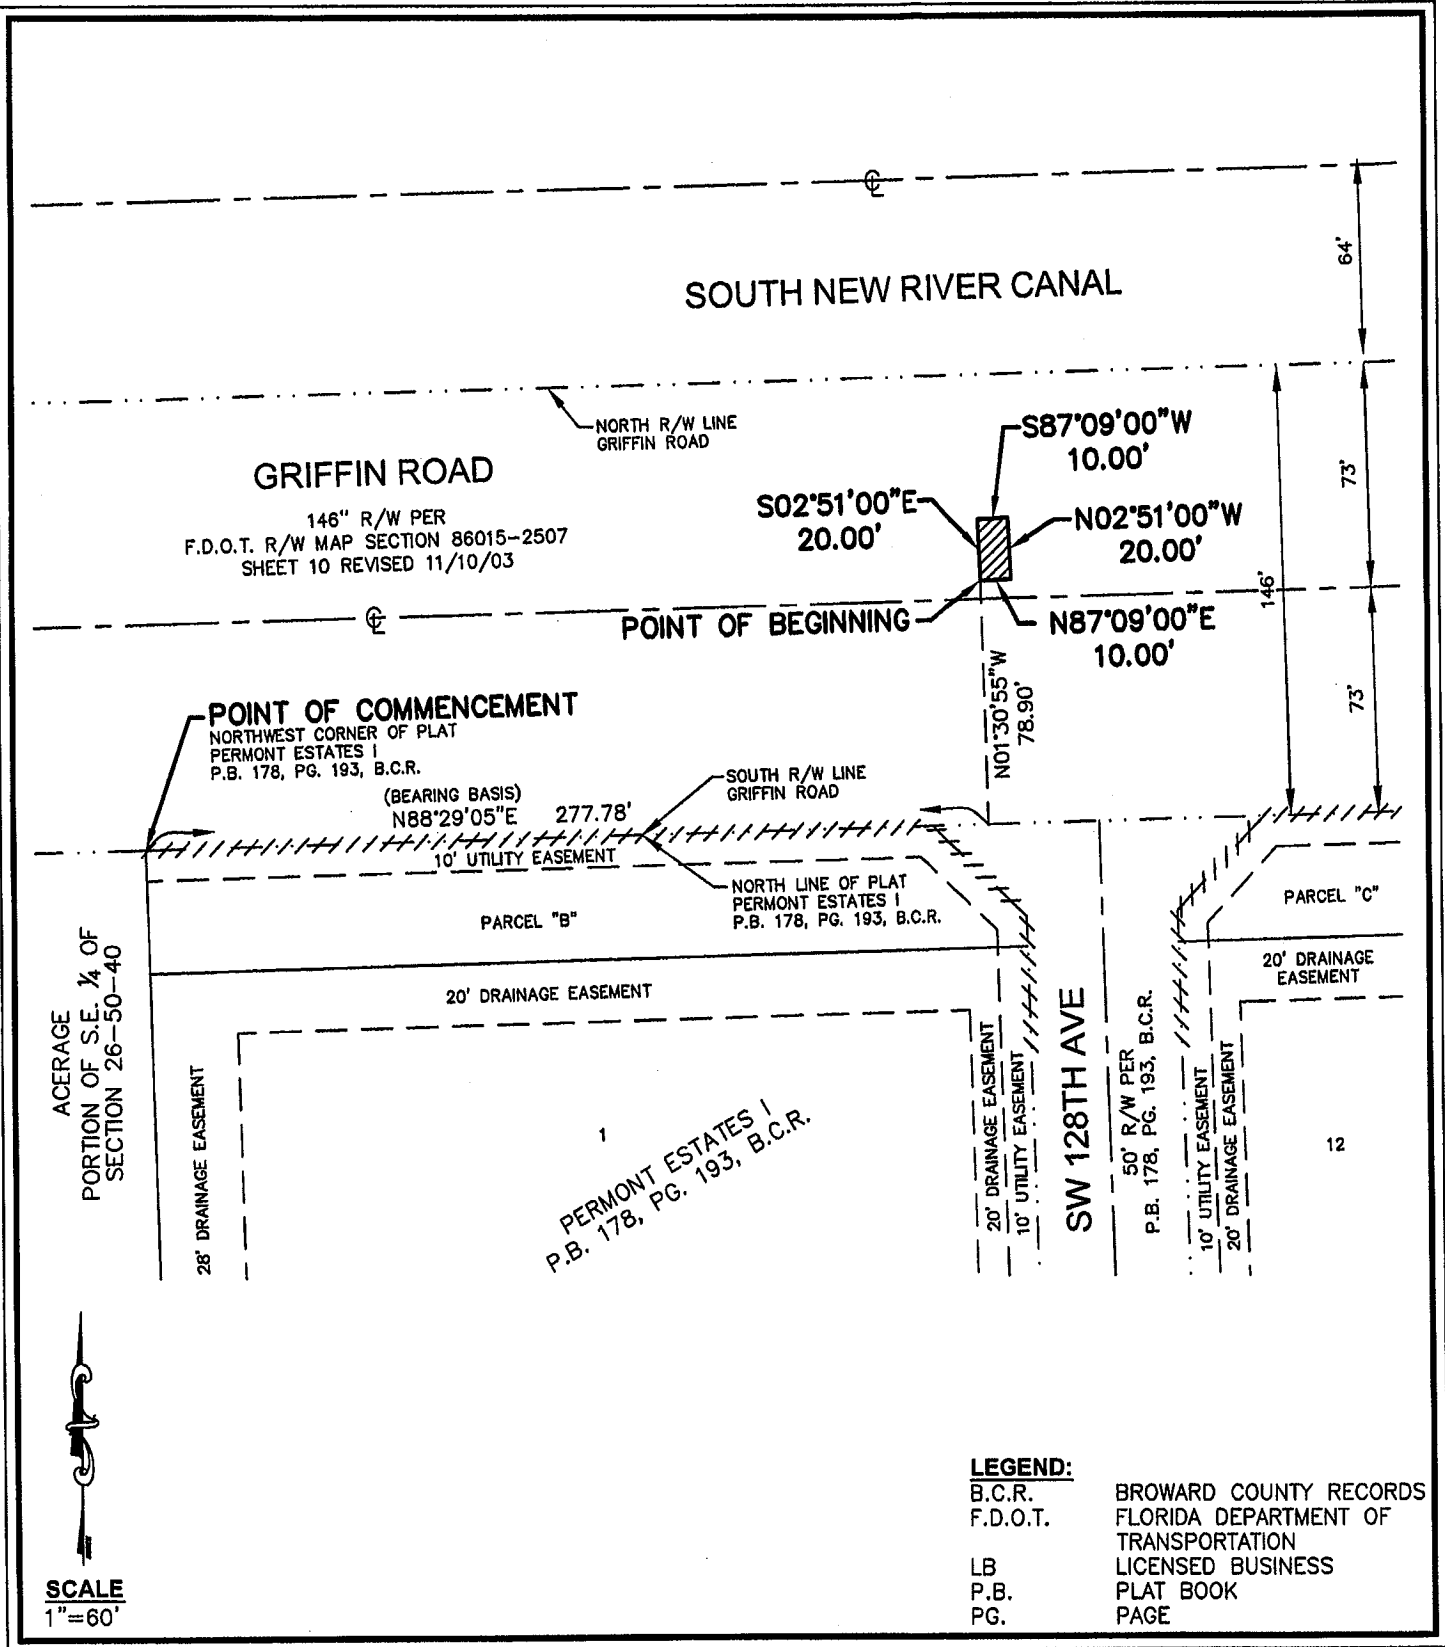 ℄
64'
SOUTH NEW RIVER CANAL
NORTH R/W LINE
GRIFFIN ROAD
GRIFFIN ROAD
146" R/W PER
F.D.O.T. R/W MAP SECTION 86015-2507
SHEET 10 REVISED 11/10/03
S87°09'00"W
10.00'
S02°51'00"E
20.00'
N02°51'00"W
20.00'
73'
146'
℄
POINT OF BEGINNING
N87°09'00"E
10.00'
N01°30'55"W
78.90'
73'
POINT OF COMMENCEMENT
NORTHWEST CORNER OF PLAT
PERMONT ESTATES I
P.B. 178, PG. 193, B.C.R.
(BEARING BASIS)
N88°29'05"E 277.78'
SOUTH R/W LINE
GRIFFIN ROAD
10' UTILITY EASEMENT
NORTH LINE OF PLAT
PERMONT ESTATES I
P.B. 178, PG. 193, B.C.R.
PARCEL "B"
PARCEL "C"
20' DRAINAGE
EASEMENT
20' DRAINAGE EASEMENT
ACERAGE
PORTION OF S.E. ¼ OF
SECTION 26-50-40
28' DRAINAGE EASEMENT
1
PERMONT ESTATES I
P.B. 178, PG. 193, B.C.R.
20' DRAINAGE EASEMENT
10' UTILITY EASEMENT
SW 128TH AVE
50' R/W PER
P.B. 178, PG. 193, B.C.R.
10' UTILITY EASEMENT
20' DRAINAGE EASEMENT
12
SCALE
1"=60'
LEGEND:
B.C.R. BROWARD COUNTY RECORDS
F.D.O.T. FLORIDA DEPARTMENT OF
TRANSPORTATION
LB LICENSED BUSINESS
P.B. PLAT BOOK
PG. PAGE